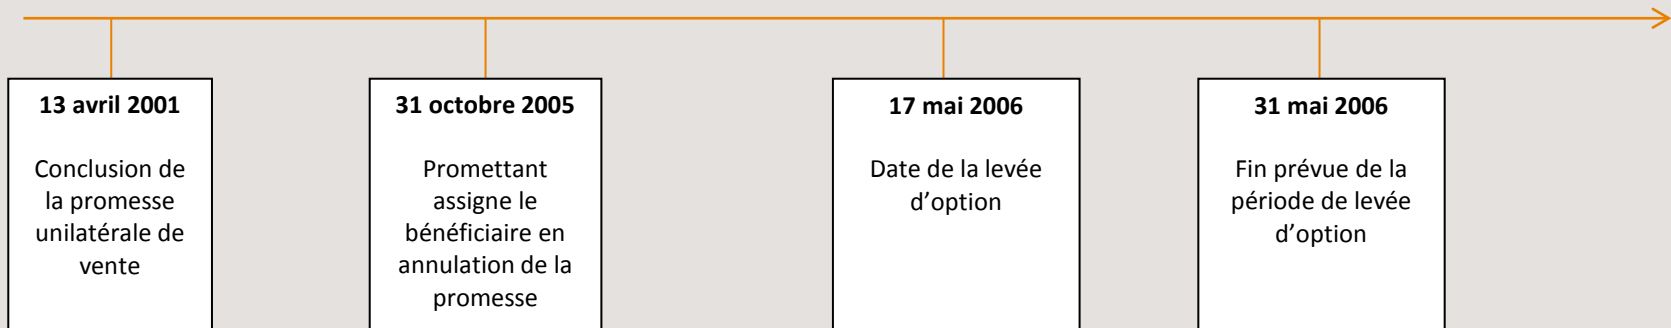 13 avril 2001
Conclusion de
la promesse
unilatérale de
vente
31 octobre 2005
Promettant
assigne le
bénéficiaire en
annulation de la
promesse
17 mai 2006
Date de la levée
d’option
31 mai 2006
Fin prévue de la
période de levée
d’option